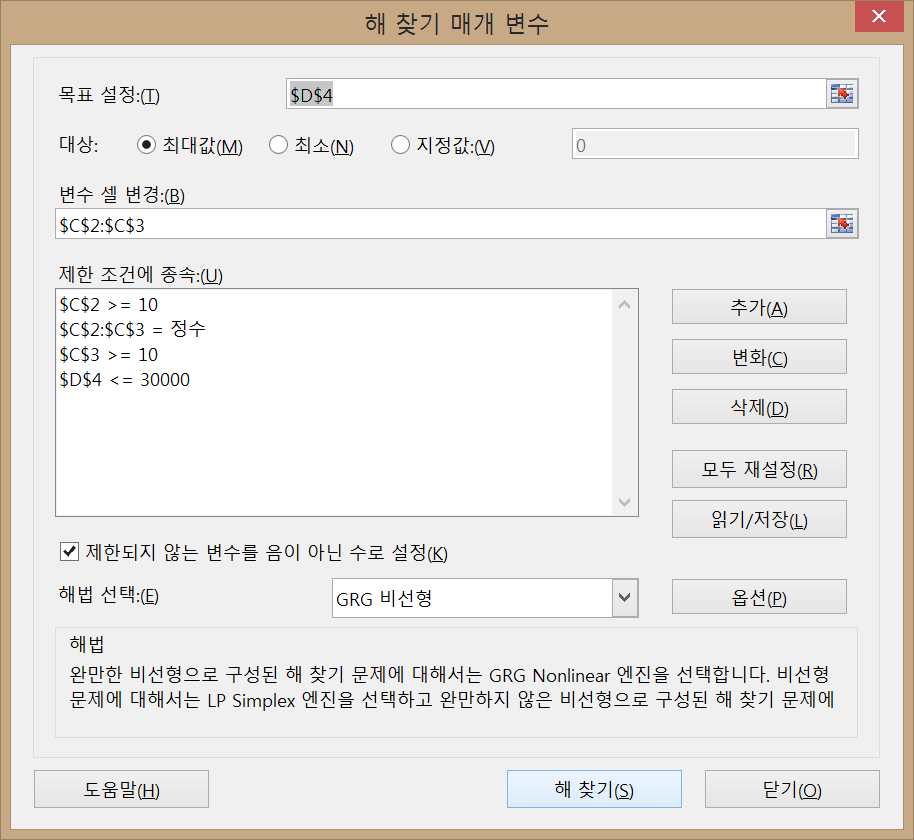 해 찾기 매개 변수
목표 설정:(T)
$D$4
대상:
최대값(M)
최소(N)
지정값:(V)
0
변수 셀 변경:(B)
$C$2:$C$3
제한 조건에 종속:(U)
$C$2 >= 10
$C$2:$C$3 = 정수
$C$3 >= 10
$D$4 <= 30000
추가(A)
변화(C)
삭제(D)
모두 재설정(R)
읽기/저장(L)
제한되지 않는 변수를 음이 아닌 수로 설정(K)
해법 선택:(E)
GRG 비선형
옵션(P)
해법
완만한 비선형으로 구성된 해 찾기 문제에 대해서는 GRG Nonlinear 엔진을 선택합니다. 비선형
문제에 대해서는 LP Simplex 엔진을 선택하고 완만하지 않은 비선형으로 구성된 해 찾기 문제에
도움말(H)
해 찾기(S)
닫기(O)